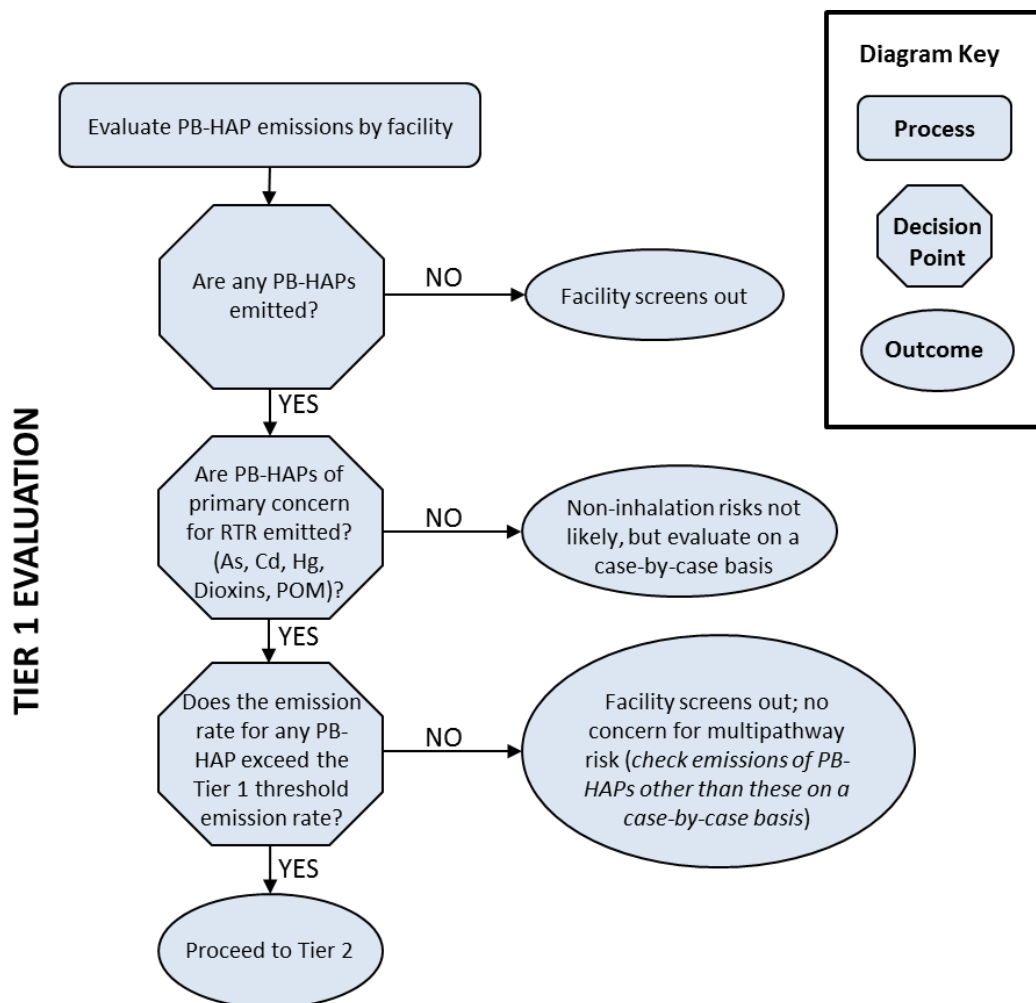 TIER 1 EVALUATION
Evaluate PB-HAP emissions by facility
Are any PB-HAPs
emitted?
NO
Facility screens out
YES
Are PB-HAPs of
primary concern
for RTR emitted?
(As, Cd, Hg,
Dioxins, POM)?
NO
Non-inhalation risks not
likely, but evaluate on a
case-by-case basis
YES
Does the emission
rate for any PB-
HAP exceed the
Tier 1 threshold
emission rate?
NO
Facility screens out; no
concern for multipathway
risk (check emissions of PB-
HAPs other than these on a
case-by-case basis)
YES
Proceed to Tier 2
Diagram Key
Process
Decision
Point
Outcome